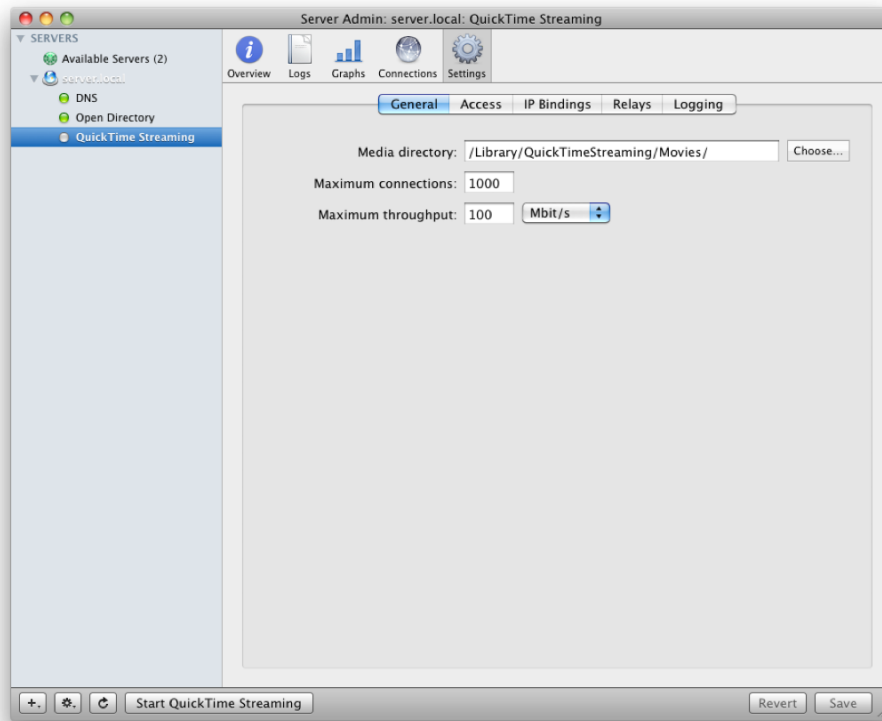 Server Admin: server.local: QuickTime Streaming
SERVERS
Available Servers (2)
server.local
DNS
Open Directory
QuickTime Streaming
Overview Logs Graphs Connections Settings
General Access IP Bindings Relays Logging
Media directory: /Library/QuickTimeStreaming/Movies/ Choose...
Maximum connections: 1000
Maximum throughput: 100 Mbit/s
Start QuickTime Streaming Revert Save